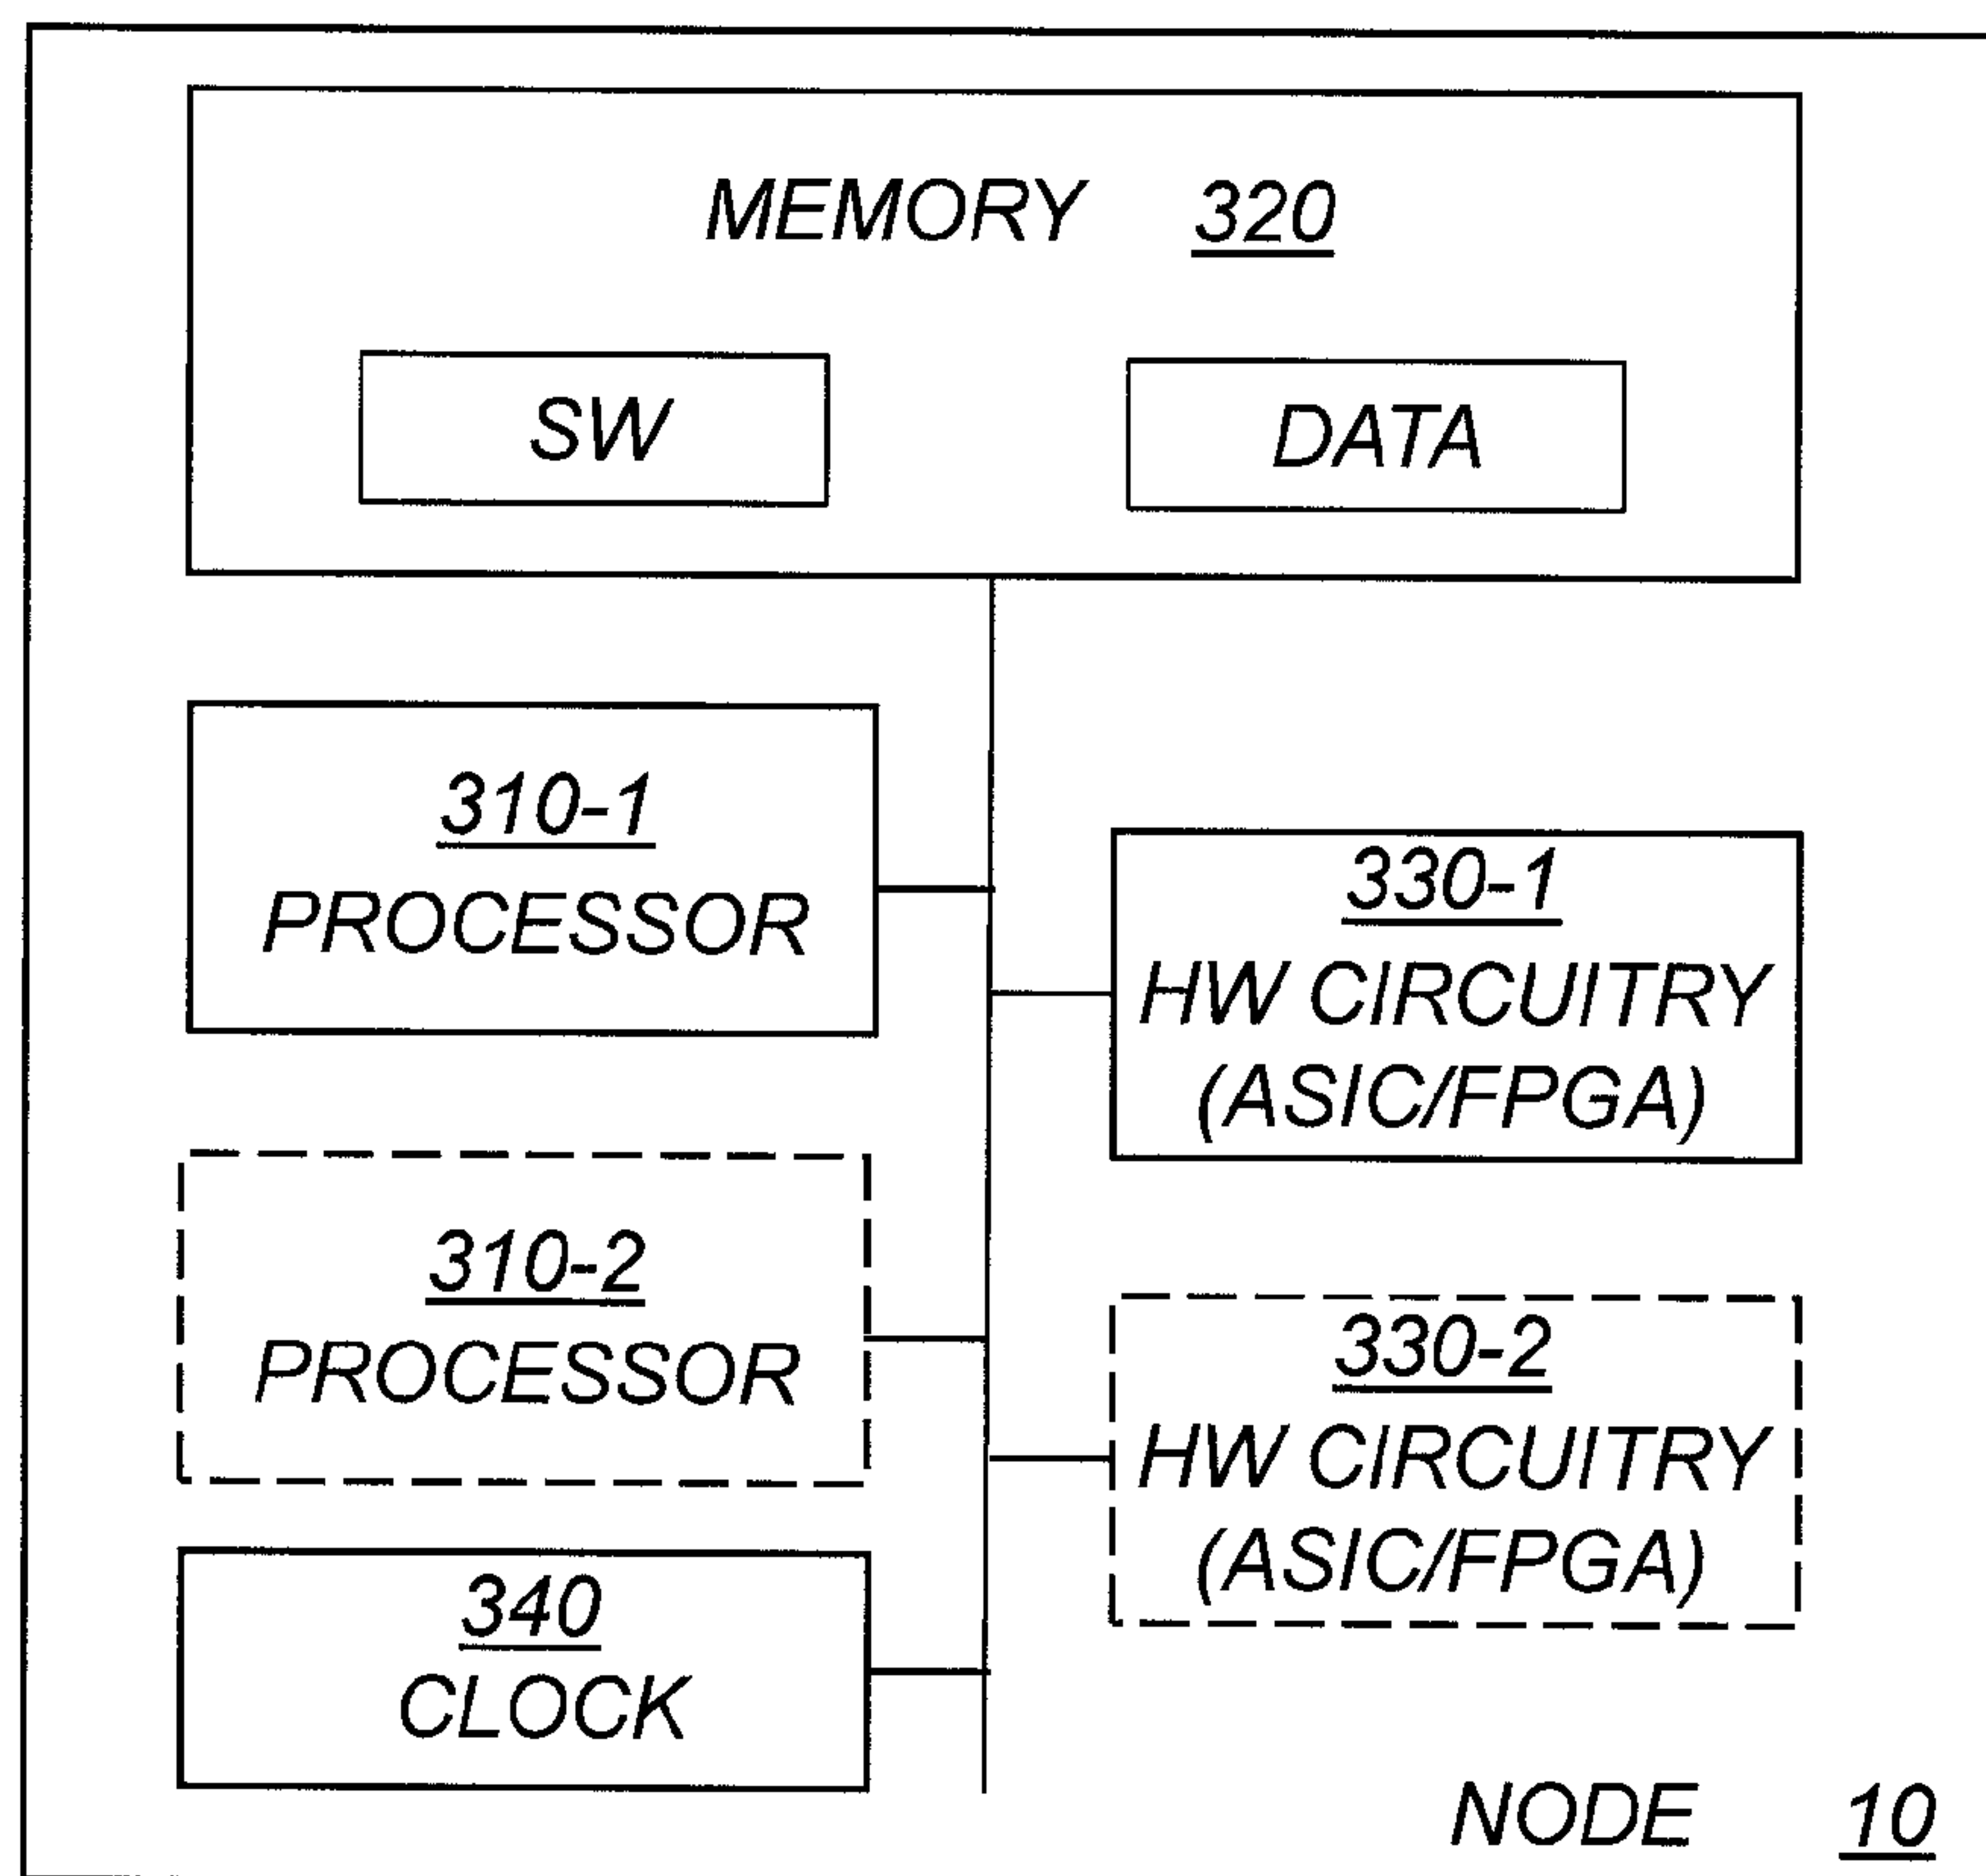 MEMORY 320
SW
DATA
310-1
PROCESSOR
330-1
HW CIRCUITRY
(ASIC/FPGA)
310-2
PROCESSOR
330-2
HW CIRCUITRY
(ASIC/FPGA)
340
CLOCK
NODE 10